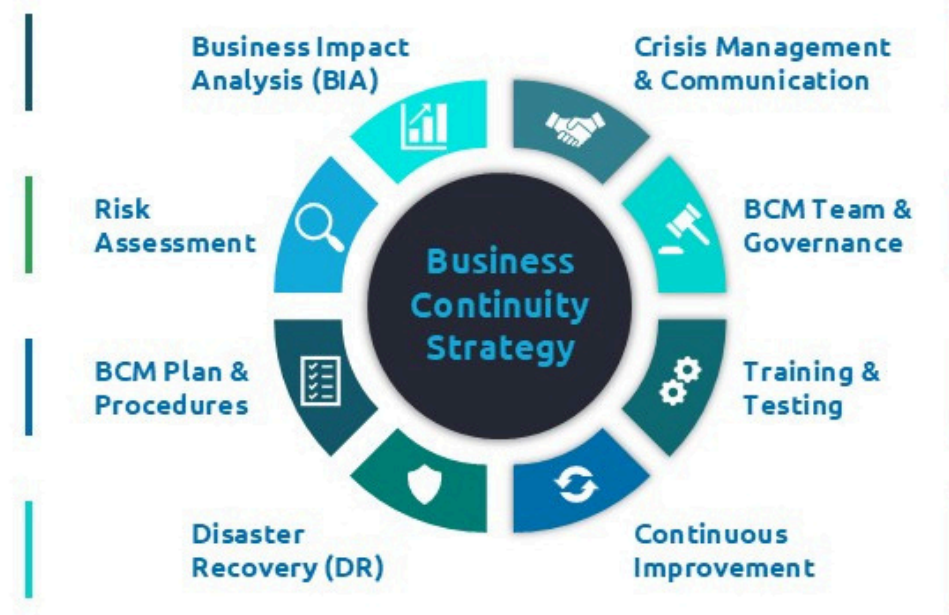 Business Impact
Analysis (BIA)
Crisis Management
& Communication
Risk
Assessment
BCM Team &
Governance
Business
Continuity
Strategy
BCM Plan &
Procedures
Training &
Testing
Disaster
Recovery (DR)
Continuous
Improvement